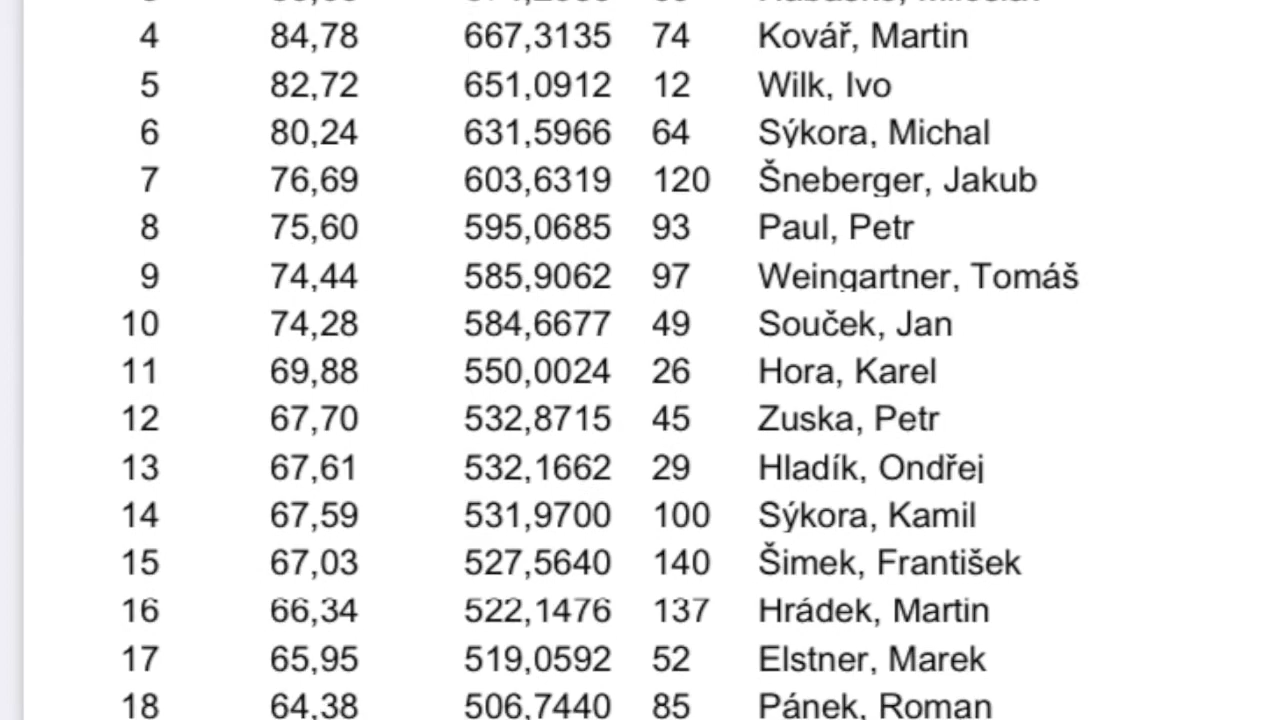 4 84,78 667,3135 74 Kovář, Martin
5 82,72 651,0912 12 Wilk, Ivo
6 80,24 631,5966 64 Sýkora, Michal
7 76,69 603,6319 120 Šneberger, Jakub
8 75,60 595,0685 93 Paul, Petr
9 74,44 585,9062 97 Weingartner, Tomáš
10 74,28 584,6677 49 Souček, Jan
11 69,88 550,0024 26 Hora, Karel
12 67,70 532,8715 45 Zuska, Petr
13 67,61 532,1662 29 Hladík, Ondřej
14 67,59 531,9700 100 Sýkora, Kamil
15 67,03 527,5640 140 Šimek, František
16 66,34 522,1476 137 Hrádek, Martin
17 65,95 519,0592 52 Elstner, Marek
18 64,38 506,7440 85 Pánek, Roman